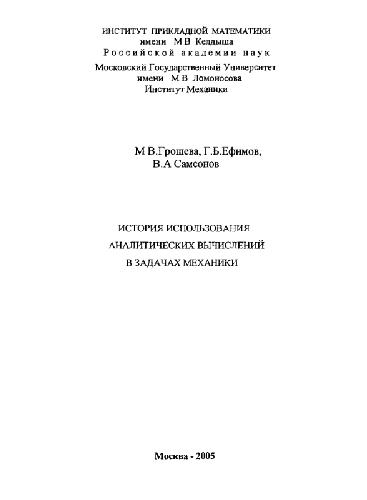 ИНСТИТУТ ПРИКЛАДНОЙ МАТЕМАТИКИ
имени М В Келдыша
Российской академии наук
Московский Государственный Университет
имени М.В. Ломоносова
Институт Механики
М В.Грошева, Г.Б.Ефимов,
В.А Самсонов
ИСТОРИЯ ИСПОЛЬЗОВАНИЯ
АНАЛИТИЧЕСКИХ ВЫЧИСЛЕНИЙ
В ЗАДАЧАХ МЕХАНИКИ
Москва - 2005